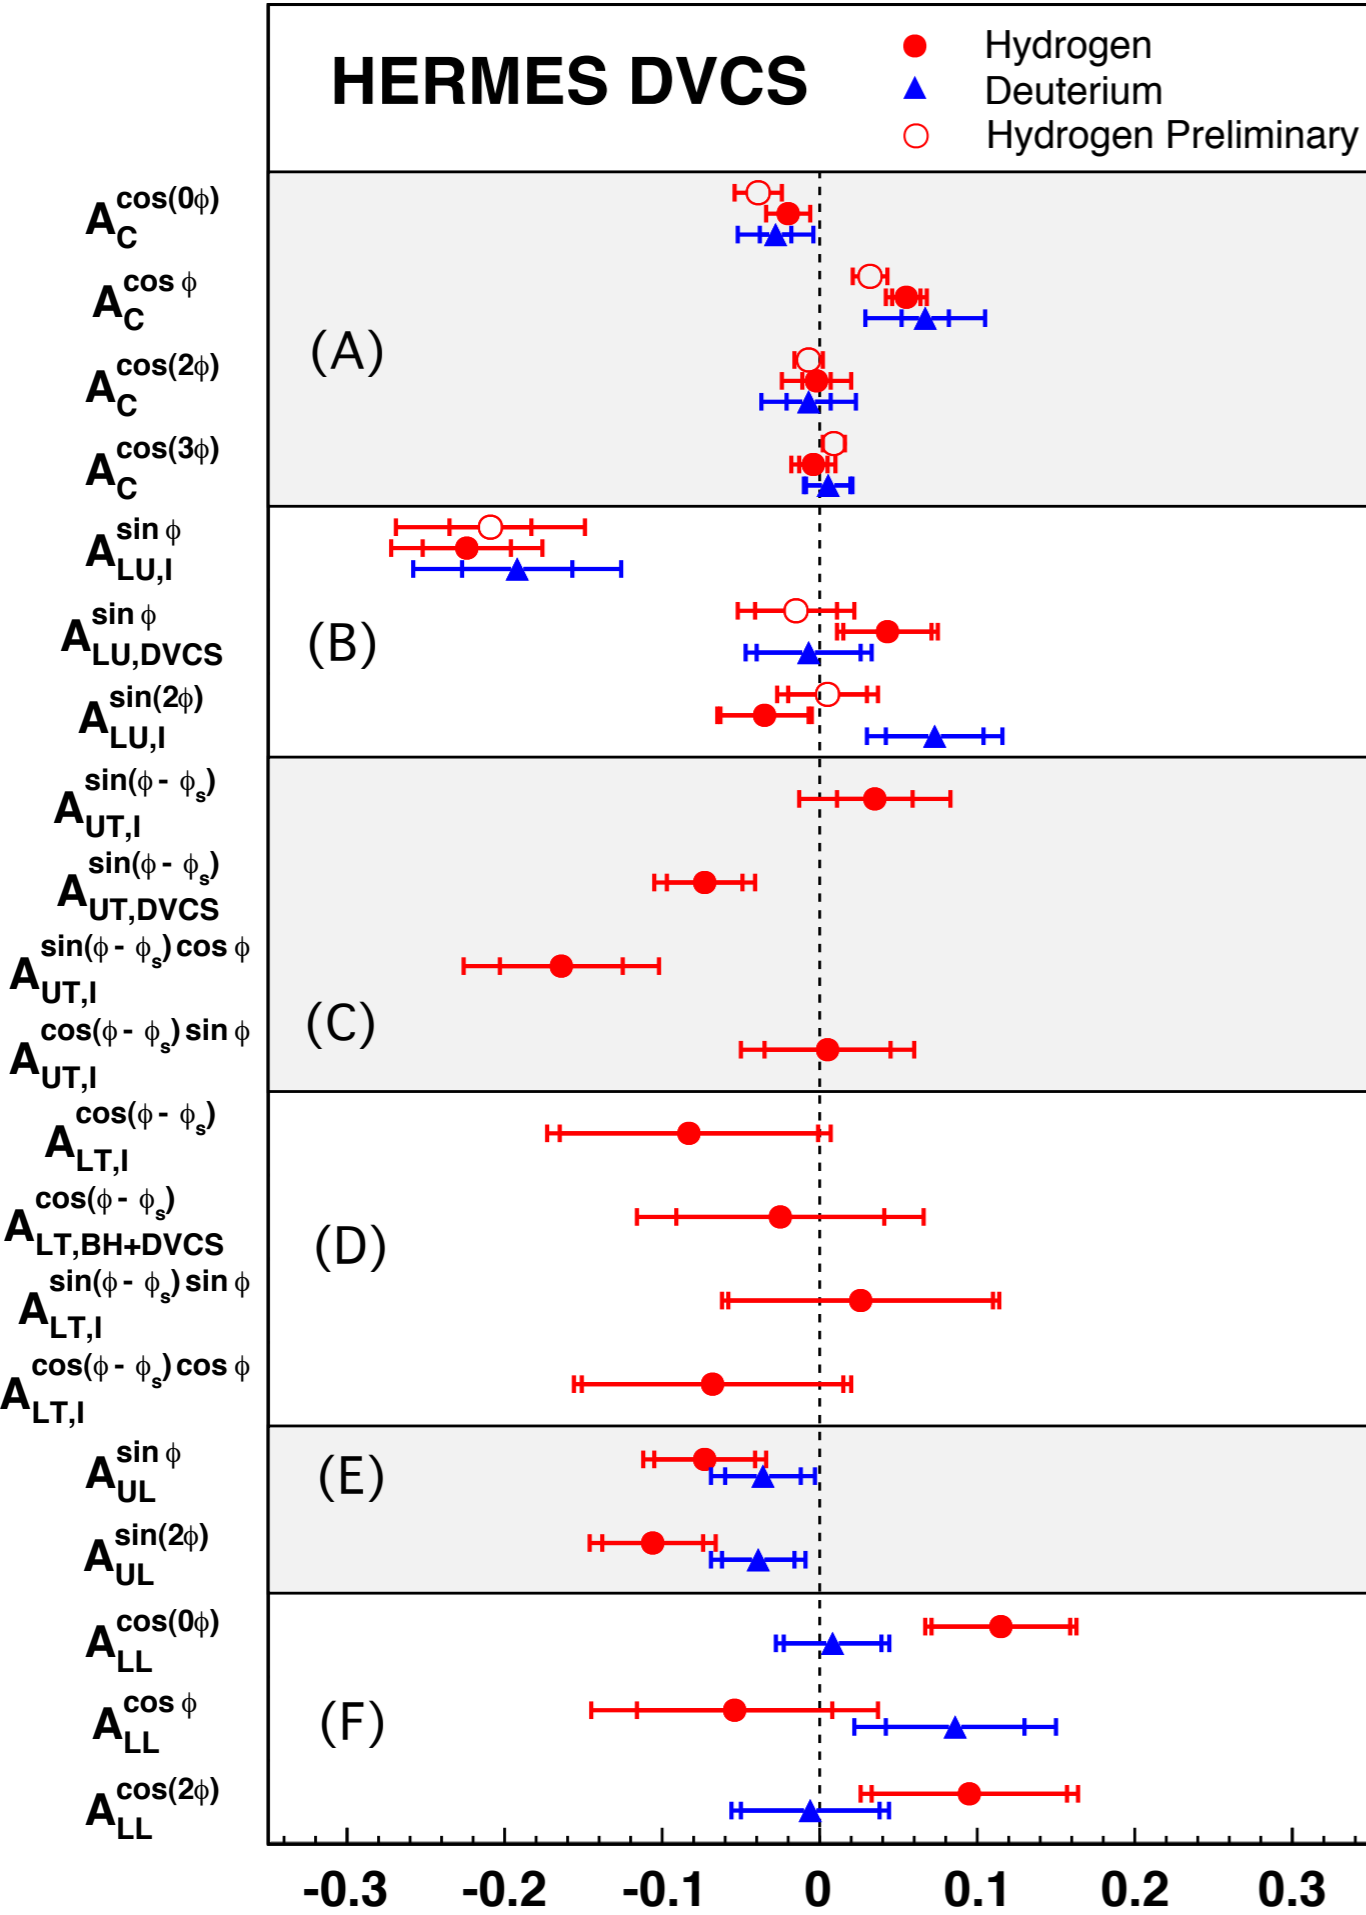 HERMES DVCS
Hydrogen
Deuterium
Hydrogen Preliminary
A_C^cos(0ϕ)
A_C^cos ϕ
(A)
A_C^cos(2ϕ)
A_C^cos(3ϕ)
A_LU,I^sin ϕ
A_LU,DVCS^sin ϕ
(B)
A_LU,I^sin(2ϕ)
A_UT,I^sin(ϕ - ϕ_s)
A_UT,DVCS^sin(ϕ - ϕ_s)
A_UT,I^sin(ϕ - ϕ_s) cos ϕ
(C)
A_UT,I^cos(ϕ - ϕ_s) sin ϕ
A_LT,I^cos(ϕ - ϕ_s)
A_LT,BH+DVCS^cos(ϕ - ϕ_s)
(D)
A_LT,I^sin(ϕ - ϕ_s) sin ϕ
A_LT,I^cos(ϕ - ϕ_s) cos ϕ
A_UL^sin ϕ
(E)
A_UL^sin(2ϕ)
A_LL^cos(0ϕ)
A_LL^cos ϕ
(F)
A_LL^cos(2ϕ)
-0.3 -0.2 -0.1 0 0.1 0.2 0.3